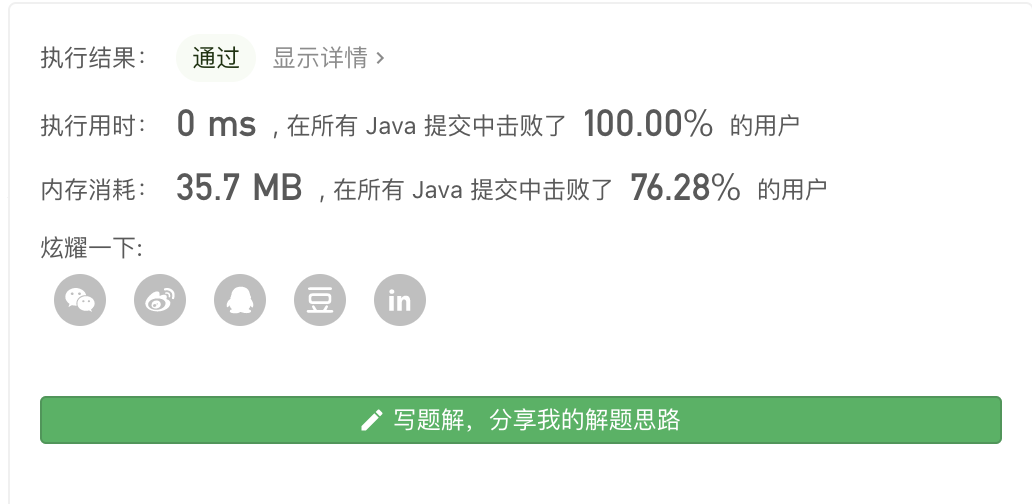 执行结果： 通过 显示详情 >
执行用时： 0 ms , 在所有 Java 提交中击败了 100.00% 的用户
内存消耗： 35.7 MB , 在所有 Java 提交中击败了 76.28% 的用户
炫耀一下:
豆 in
写题解，分享我的解题思路